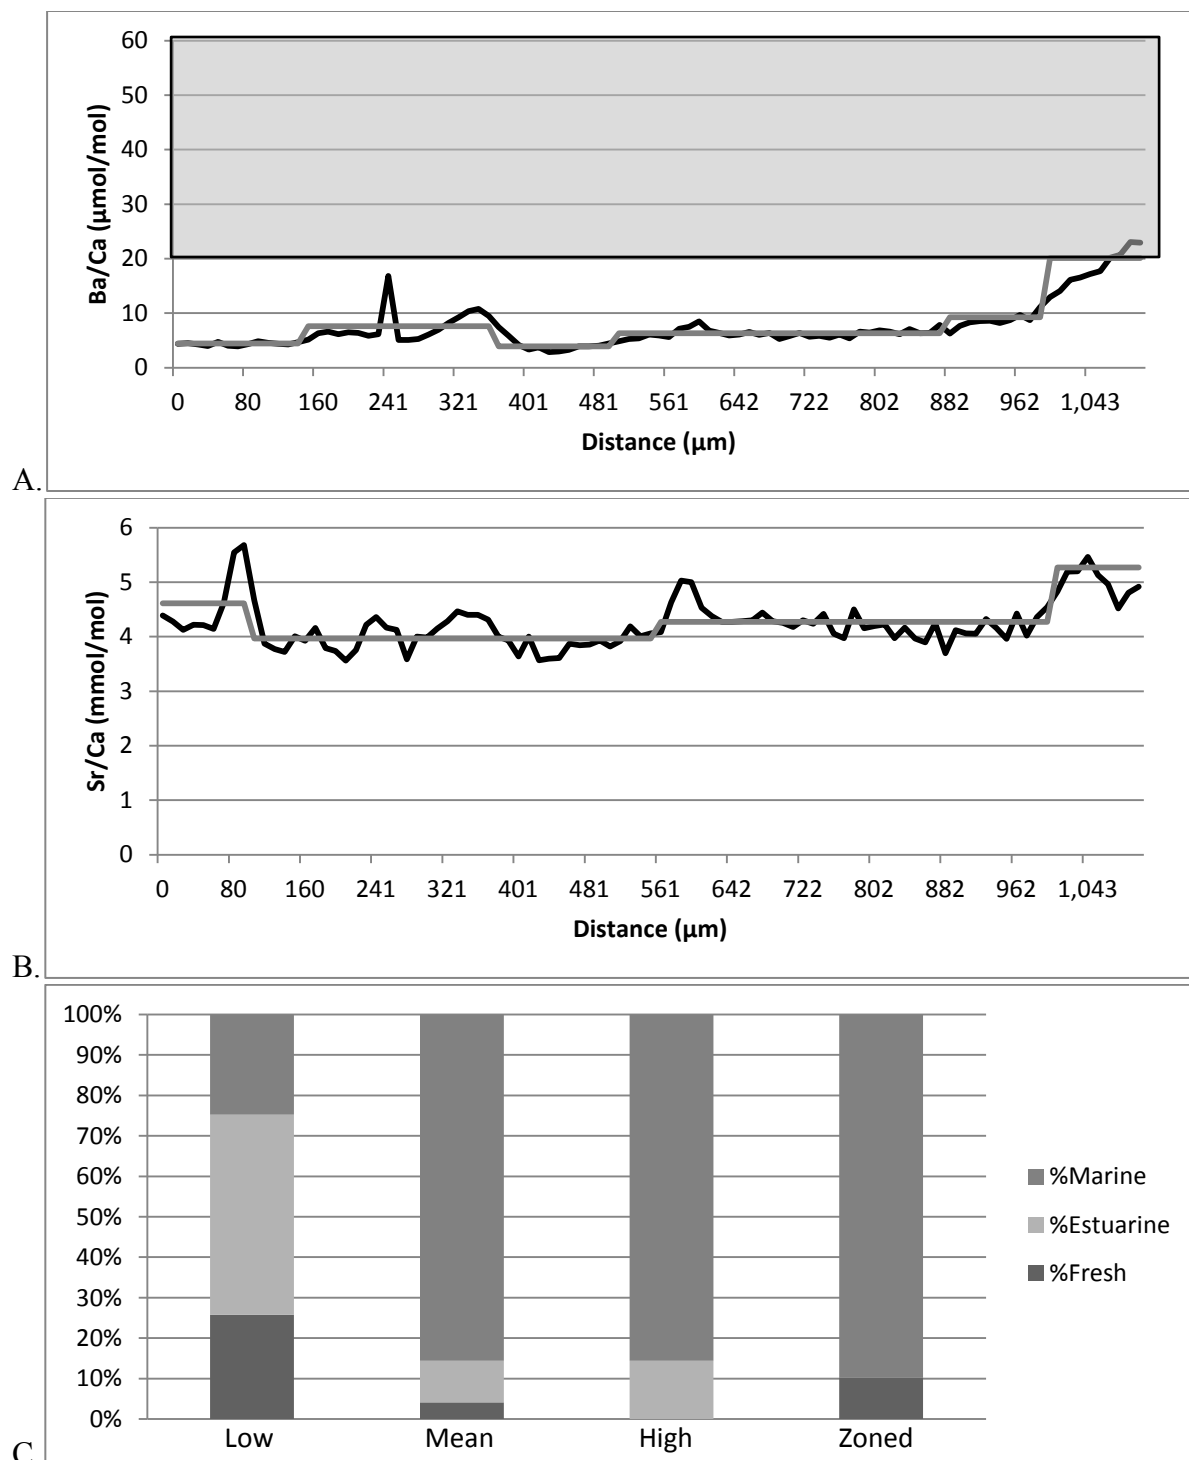 60
50
40
30
20
10
0
Ba/Ca (µmol/mol)
0 80 160 241 321 401 481 561 642 722 802 882 962 1,043
Distance (µm)
A.
6
5
4
3
2
1
0
Sr/Ca (mmol/mol)
0 80 160 241 321 401 481 561 642 722 802 882 962 1,043
Distance (µm)
B.
100%
90%
80%
70%
60%
50%
40%
30%
20%
10%
0%
%Marine
%Estuarine
%Fresh
Low Mean High Zoned
C